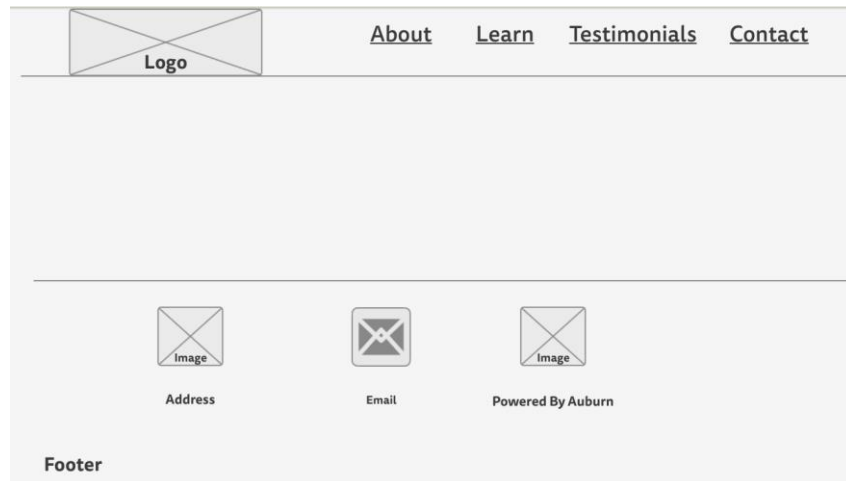 About Learn Testimonials Contact
Logo
Image Image
Address Email Powered By Auburn
Footer